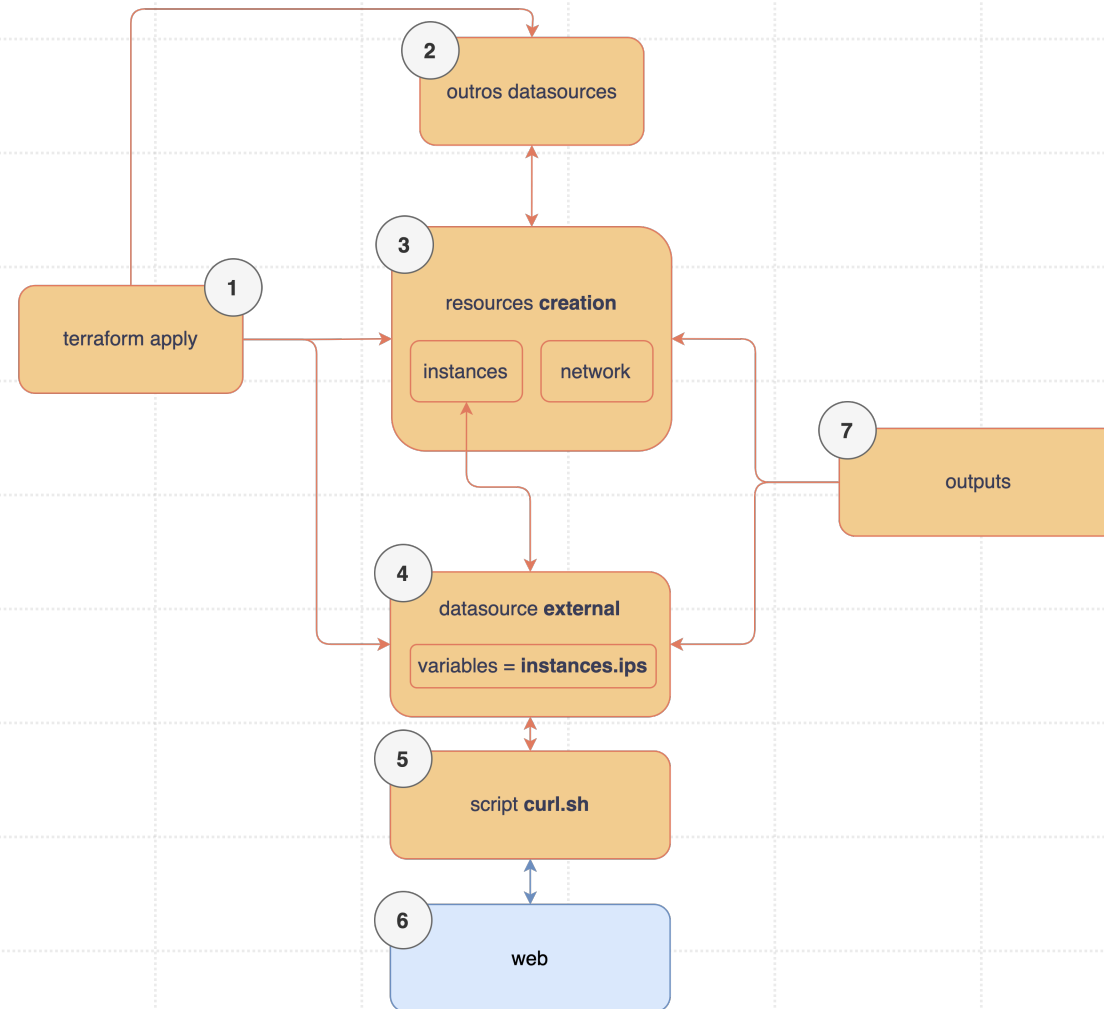 2
outros datasources
3
resources creation
instances
network
1
terraform apply
7
outputs
4
datasource external
variables = instances.ips
5
script curl.sh
6
web